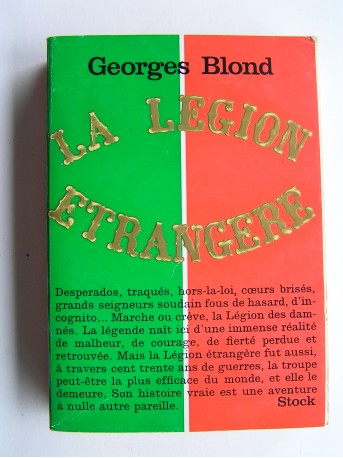 Georges Blond
LA LEGION
ETRANGERE
Desperados, traqués, hors-la-loi, cœurs brisés,
grands seigneurs soudain fous de hasard, d'in-
cognito... Marche ou crève, la Légion des dam-
nés. La légende naît ici d'une immense réalité
de malheur, de courage, de fierté perdue et
retrouvée. Mais la Légion étrangère fut aussi,
à travers cent trente ans de guerres, la troupe
peut-être la plus efficace du monde, et elle le
demeure. Son histoire vraie est une aventure
à nulle autre pareille.
Stock